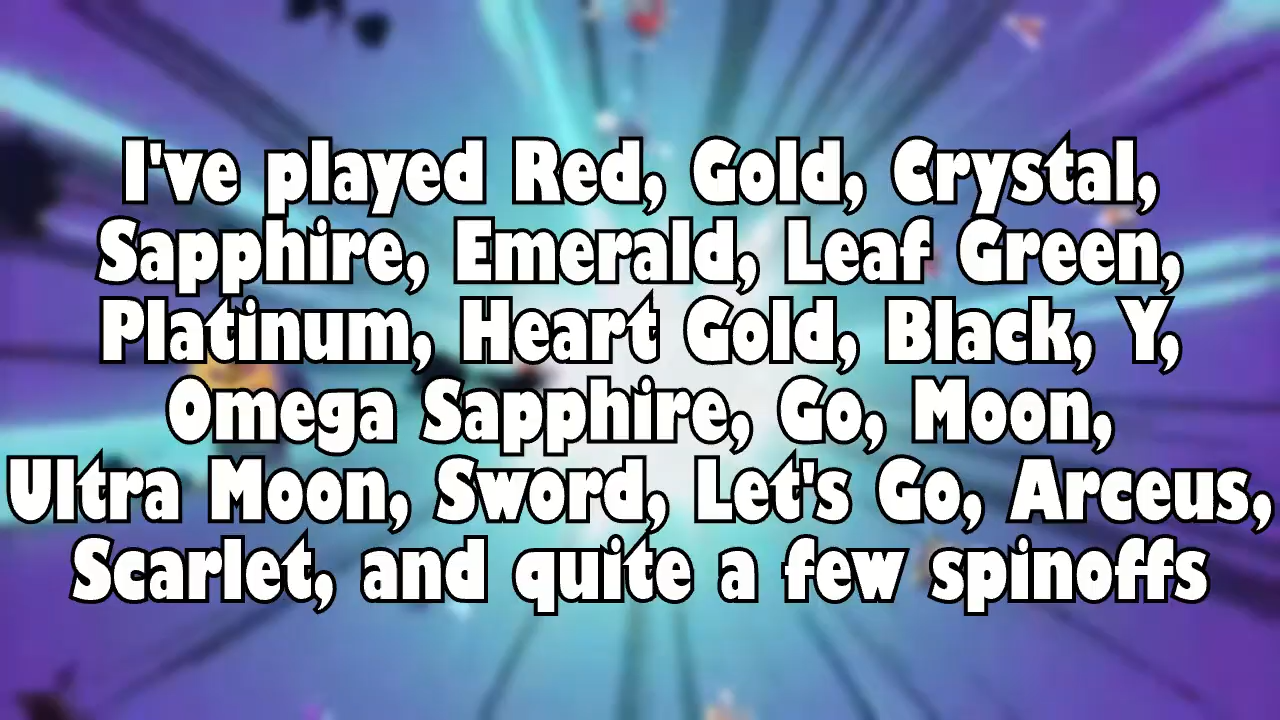 I've played Red, Gold, Crystal,
Sapphire, Emerald, Leaf Green,
Platinum, Heart Gold, Black, Y,
Omega Sapphire, Go, Moon,
Ultra Moon, Sword, Let's Go, Arceus,
Scarlet, and quite a few spinoffs